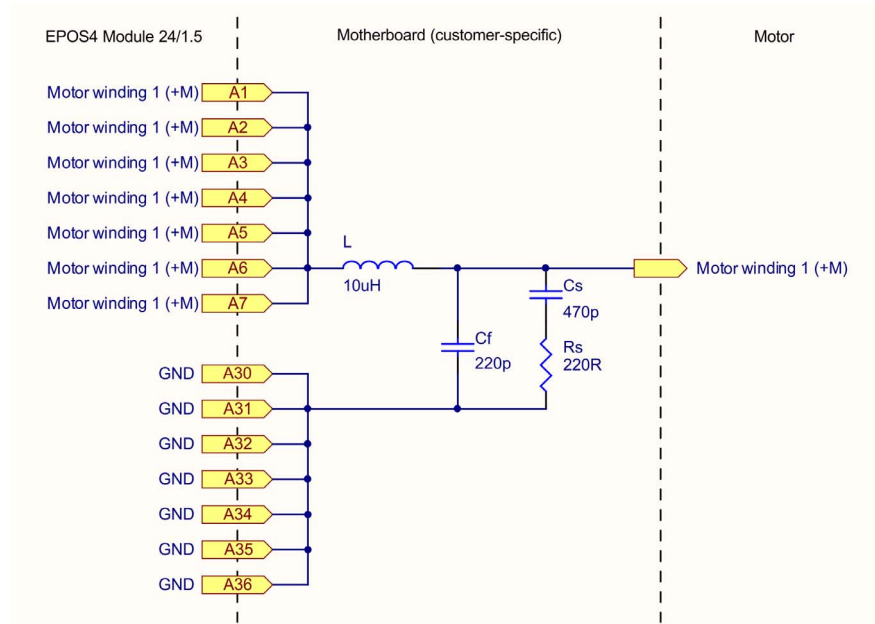 EPOS4 Module 24/1.5
Motherboard (customer-specific)
Motor
Motor winding 1 (+M) A1
Motor winding 1 (+M) A2
Motor winding 1 (+M) A3
Motor winding 1 (+M) A4
Motor winding 1 (+M) A5
Motor winding 1 (+M) A6
Motor winding 1 (+M) A7
L
10uH
Motor winding 1 (+M)
Cs
470p
Cf
220p
Rs
220R
GND A30
GND A31
GND A32
GND A33
GND A34
GND A35
GND A36